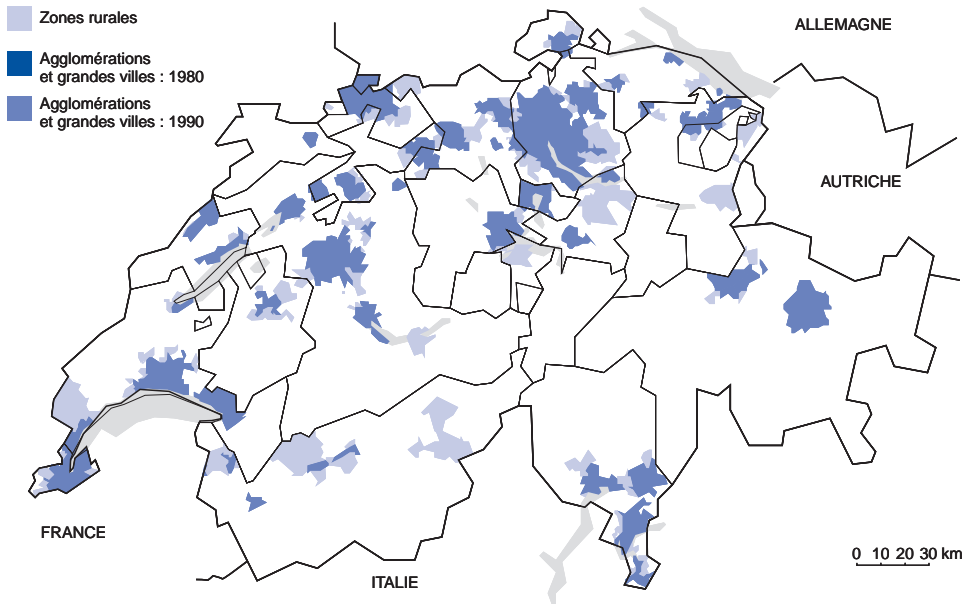 Zones rurales
Agglomérations
et grandes villes : 1980
Agglomérations
et grandes villes : 1990
ALLEMAGNE
AUTRICHE
FRANCE
ITALIE
0 10 20 30 km